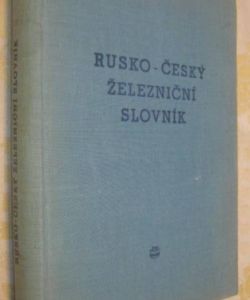 RUSKO-ČESKÝ
ŽELEZNIČNÍ
SLOVNÍK
RUSKO-ČESKÝ ŽELEZNIČNÍ SLOVNÍK